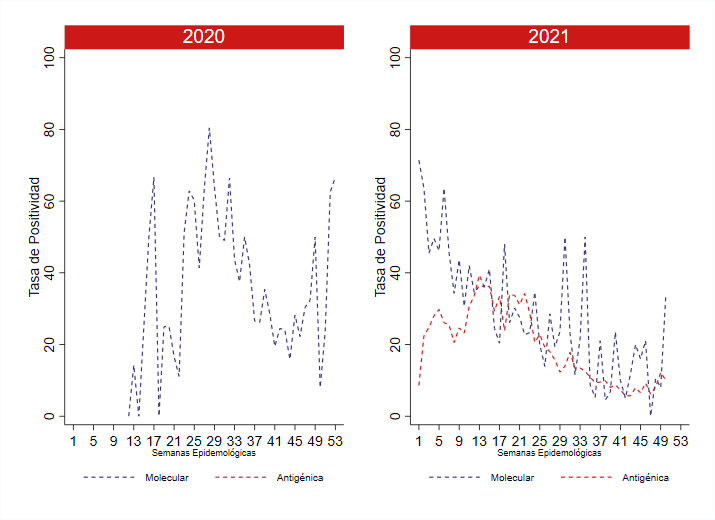 2020
2021
Tasa de Positividad
100
80
60
40
20
0
1 5 9 13 17 21 25 29 33 37 41 45 49 53
Semanas Epidemológicas
Molecular Antigénica
Tasa de Positividad
100
80
60
40
20
0
1 5 9 13 17 21 25 29 33 37 41 45 49 53
Semanas Epidemológicas
Molecular Antigénica